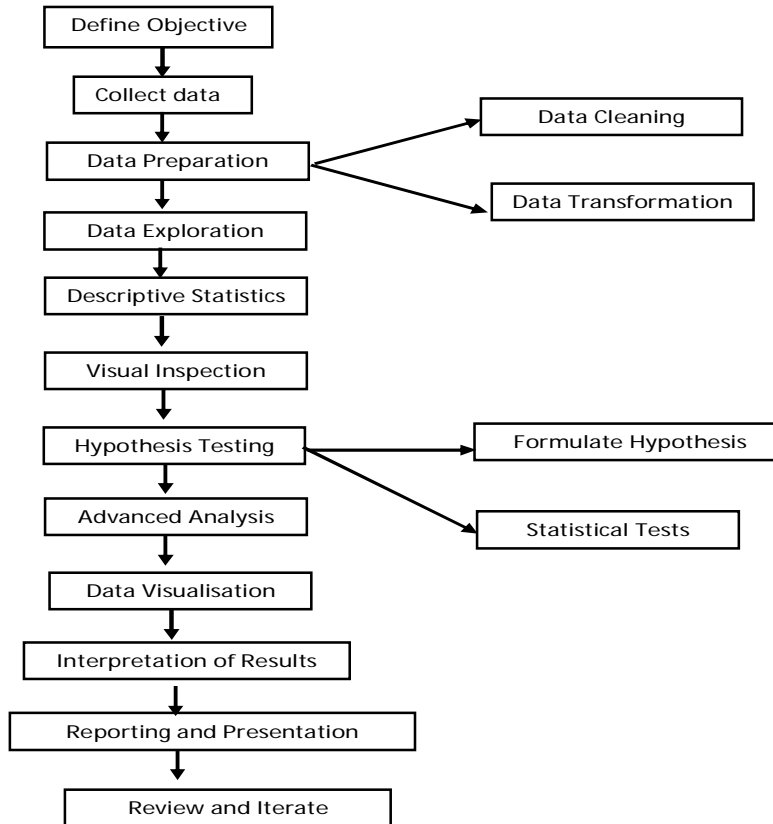 Define Objective
Collect data
Data Preparation
Data Cleaning
Data Transformation
Data Exploration
Descriptive Statistics
Visual Inspection
Hypothesis Testing
Formulate Hypothesis
Statistical Tests
Advanced Analysis
Data Visualisation
Interpretation of Results
Reporting and Presentation
Review and Iterate